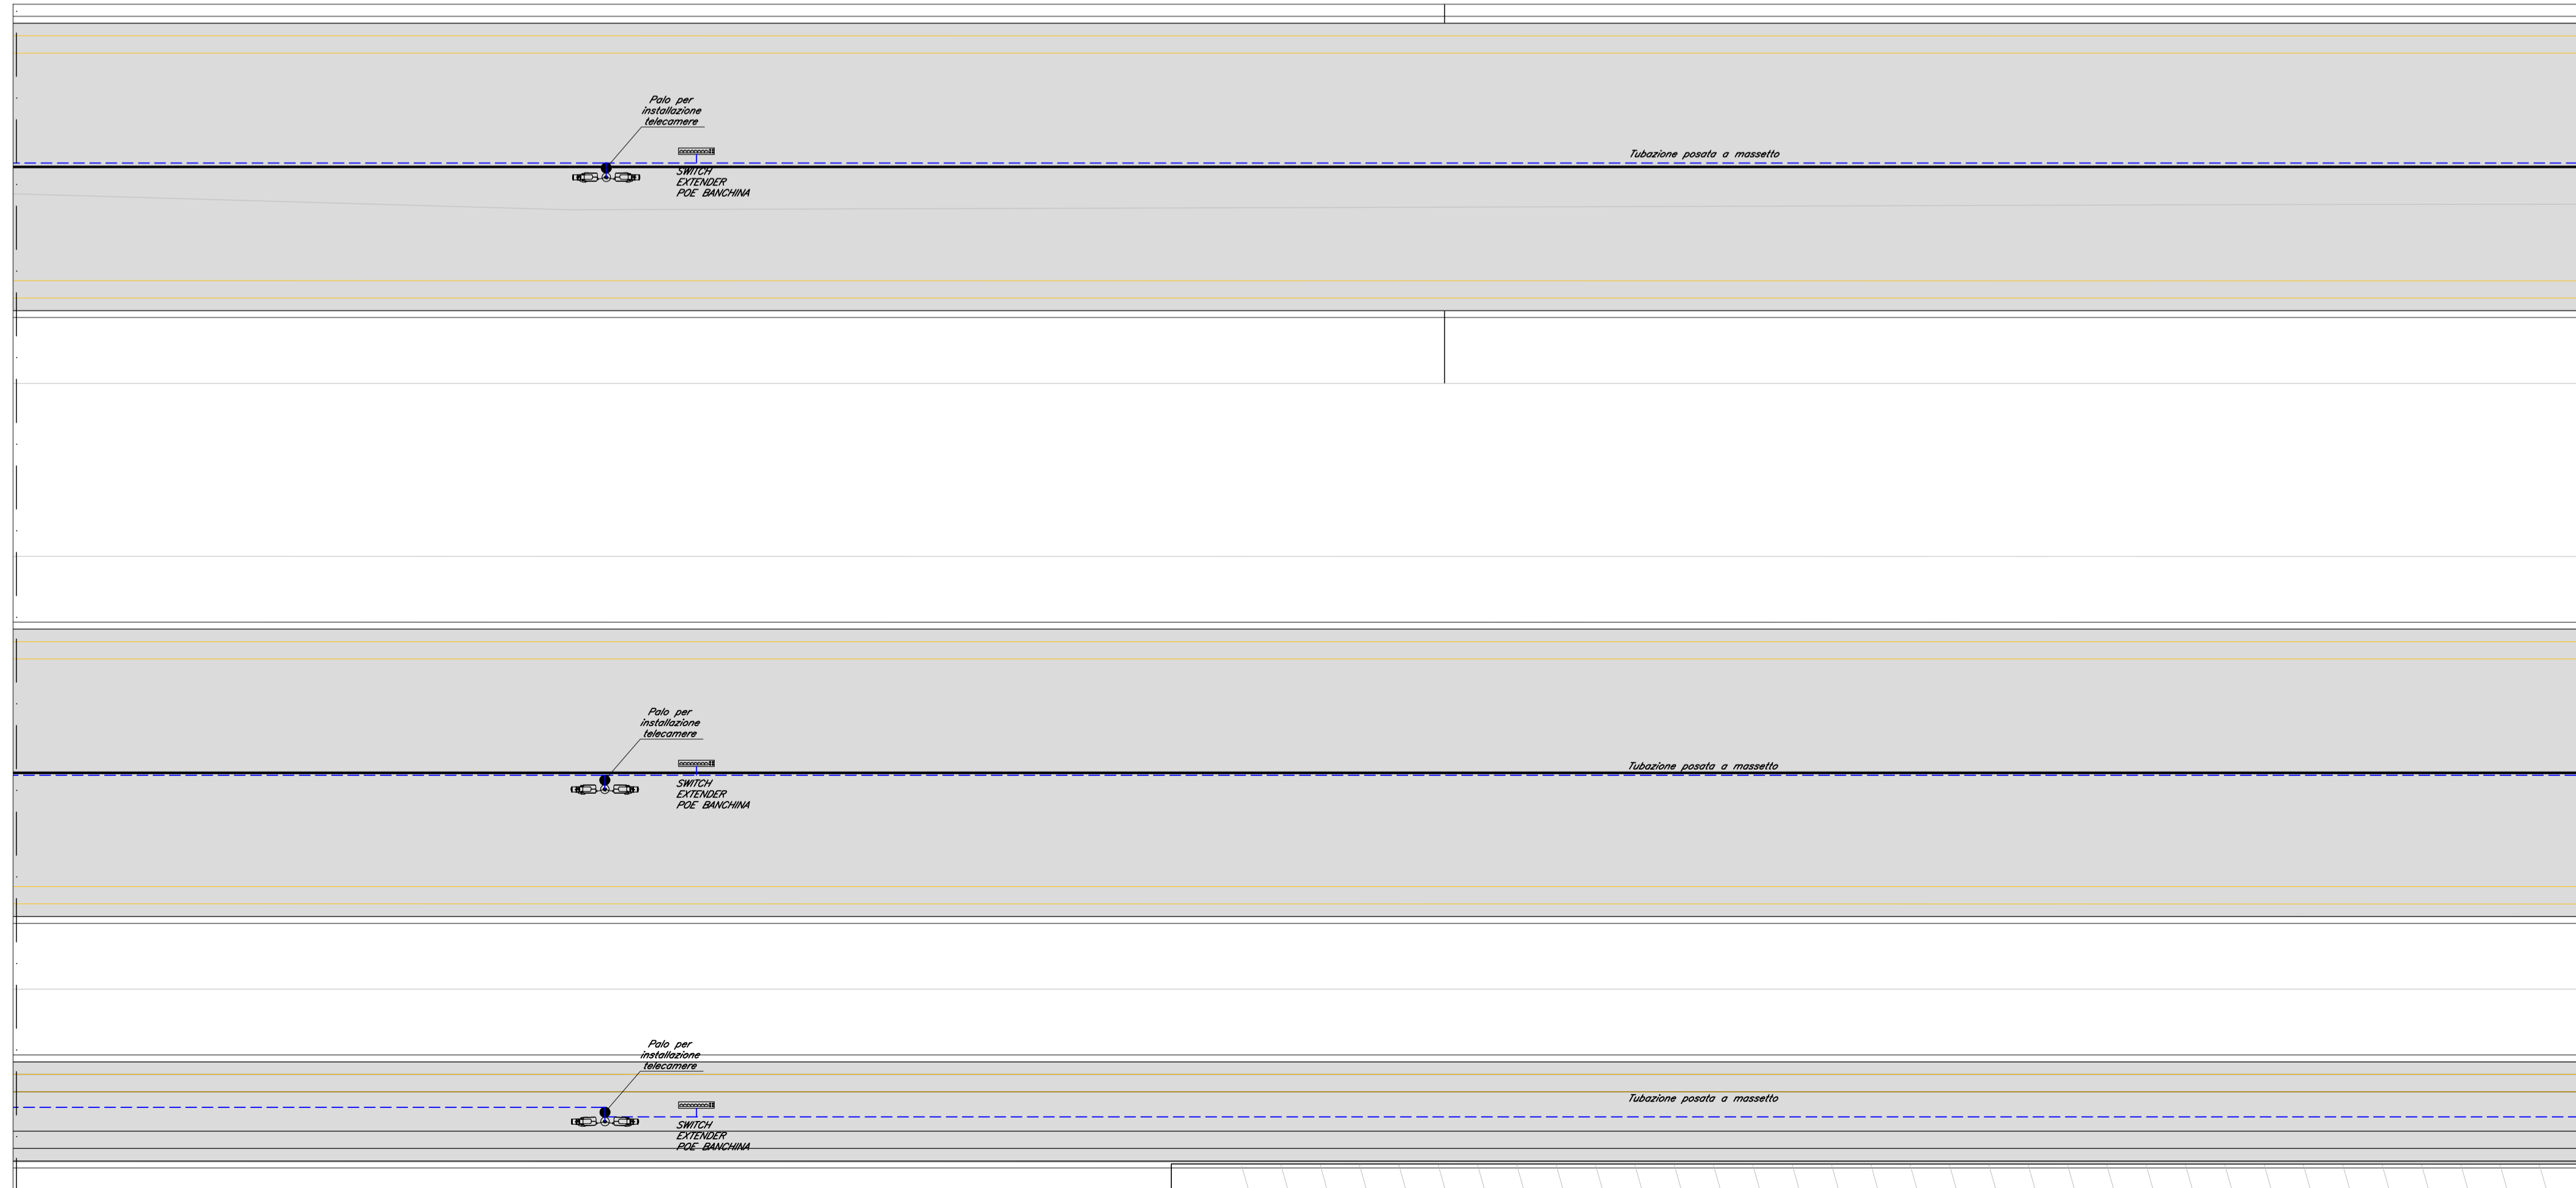 Palo per
installazione
telecamere
Tubazione posata a massetto
SWITCH
EXTENDER
POE BANCHINA
Palo per
installazione
telecamere
Tubazione posata a massetto
SWITCH
EXTENDER
POE BANCHINA
Palo per
installazione
telecamere
Tubazione posata a massetto
SWITCH
EXTENDER
POE BANCHINA